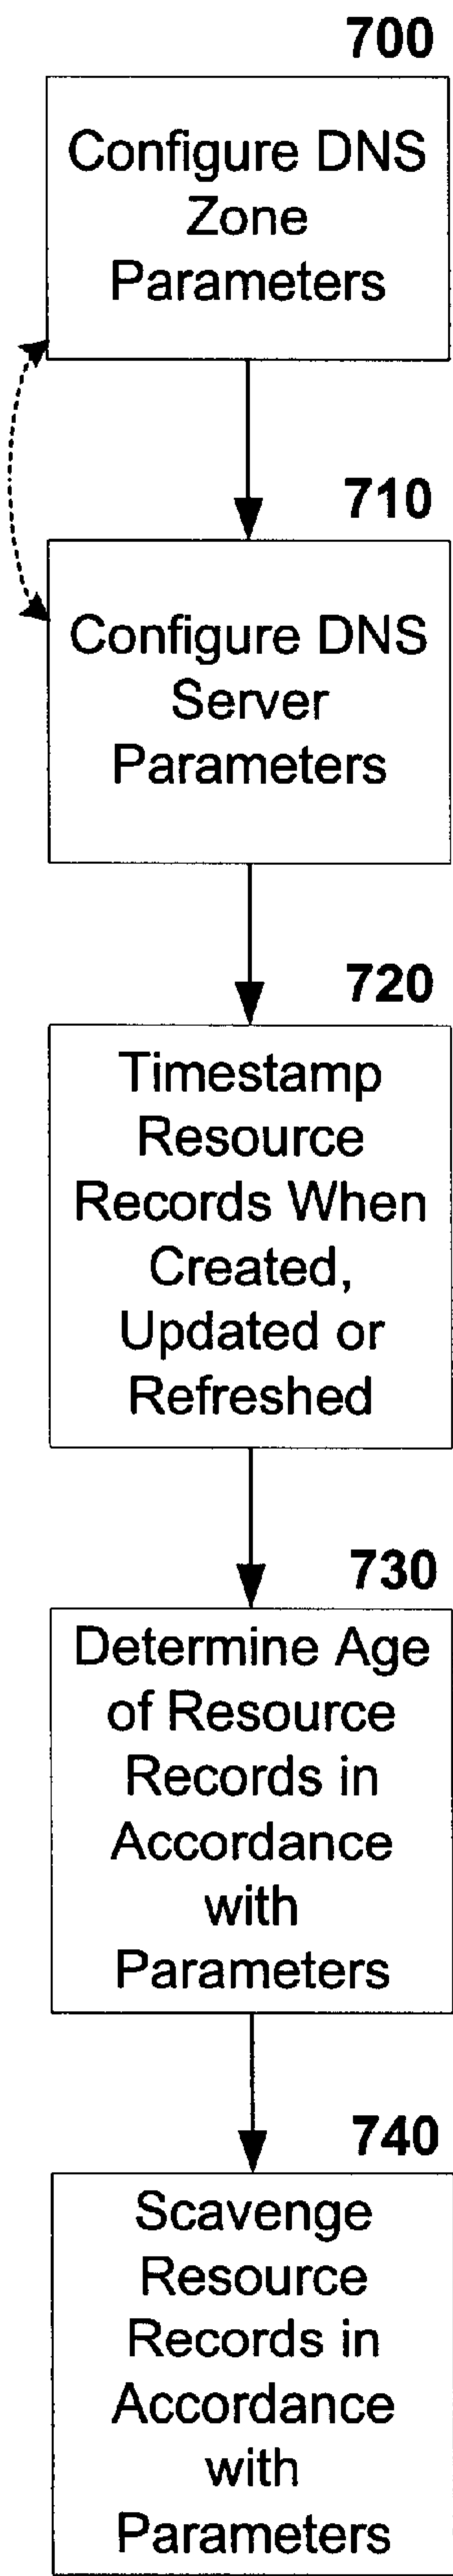 700
Configure DNS
Zone
Parameters
710
Configure DNS
Server
Parameters
720
Timestamp
Resource
Records When
Created,
Updated or
Refreshed
730
Determine Age
of Resource
Records in
Accordance
with
Parameters
740
Scavenge
Resource
Records in
Accordance
with
Parameters